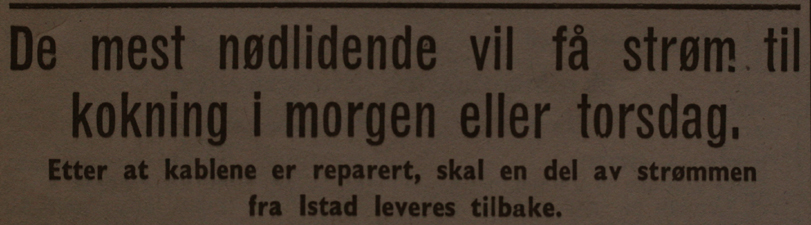 De mest nødlidende vil få strøm til
kokning i morgen eller torsdag.
Etter at kablene er reparert, skal en del av strømmen
fra Istad leveres tilbake.